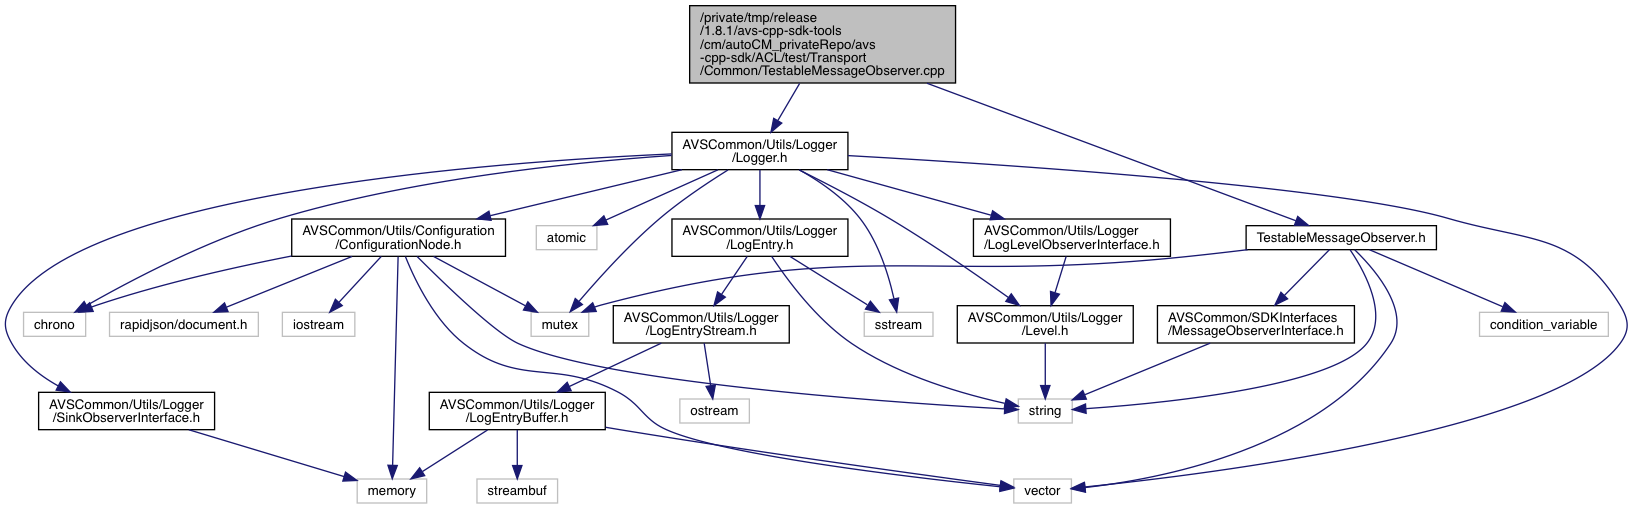 /private/tmp/release
/1.8.1/avs-cpp-sdk-tools
/cm/autoCM_privateRepo/avs
-cpp-sdk/ACL/test/Transport
/Common/TestableMessageObserver.cpp
AVSCommon/Utils/Logger
/Logger.h
AVSCommon/Utils/Configuration
/ConfigurationNode.h
atomic
AVSCommon/Utils/Logger
/LogEntry.h
AVSCommon/Utils/Logger
/LogLevelObserverInterface.h
TestableMessageObserver.h
chrono
rapidjson/document.h
iostream
mutex
AVSCommon/Utils/Logger
/LogEntryStream.h
sstream
AVSCommon/Utils/Logger
/Level.h
AVSCommon/SDKInterfaces
/MessageObserverInterface.h
condition_variable
AVSCommon/Utils/Logger
/SinkObserverInterface.h
AVSCommon/Utils/Logger
/LogEntryBuffer.h
ostream
string
memory
streambuf
vector